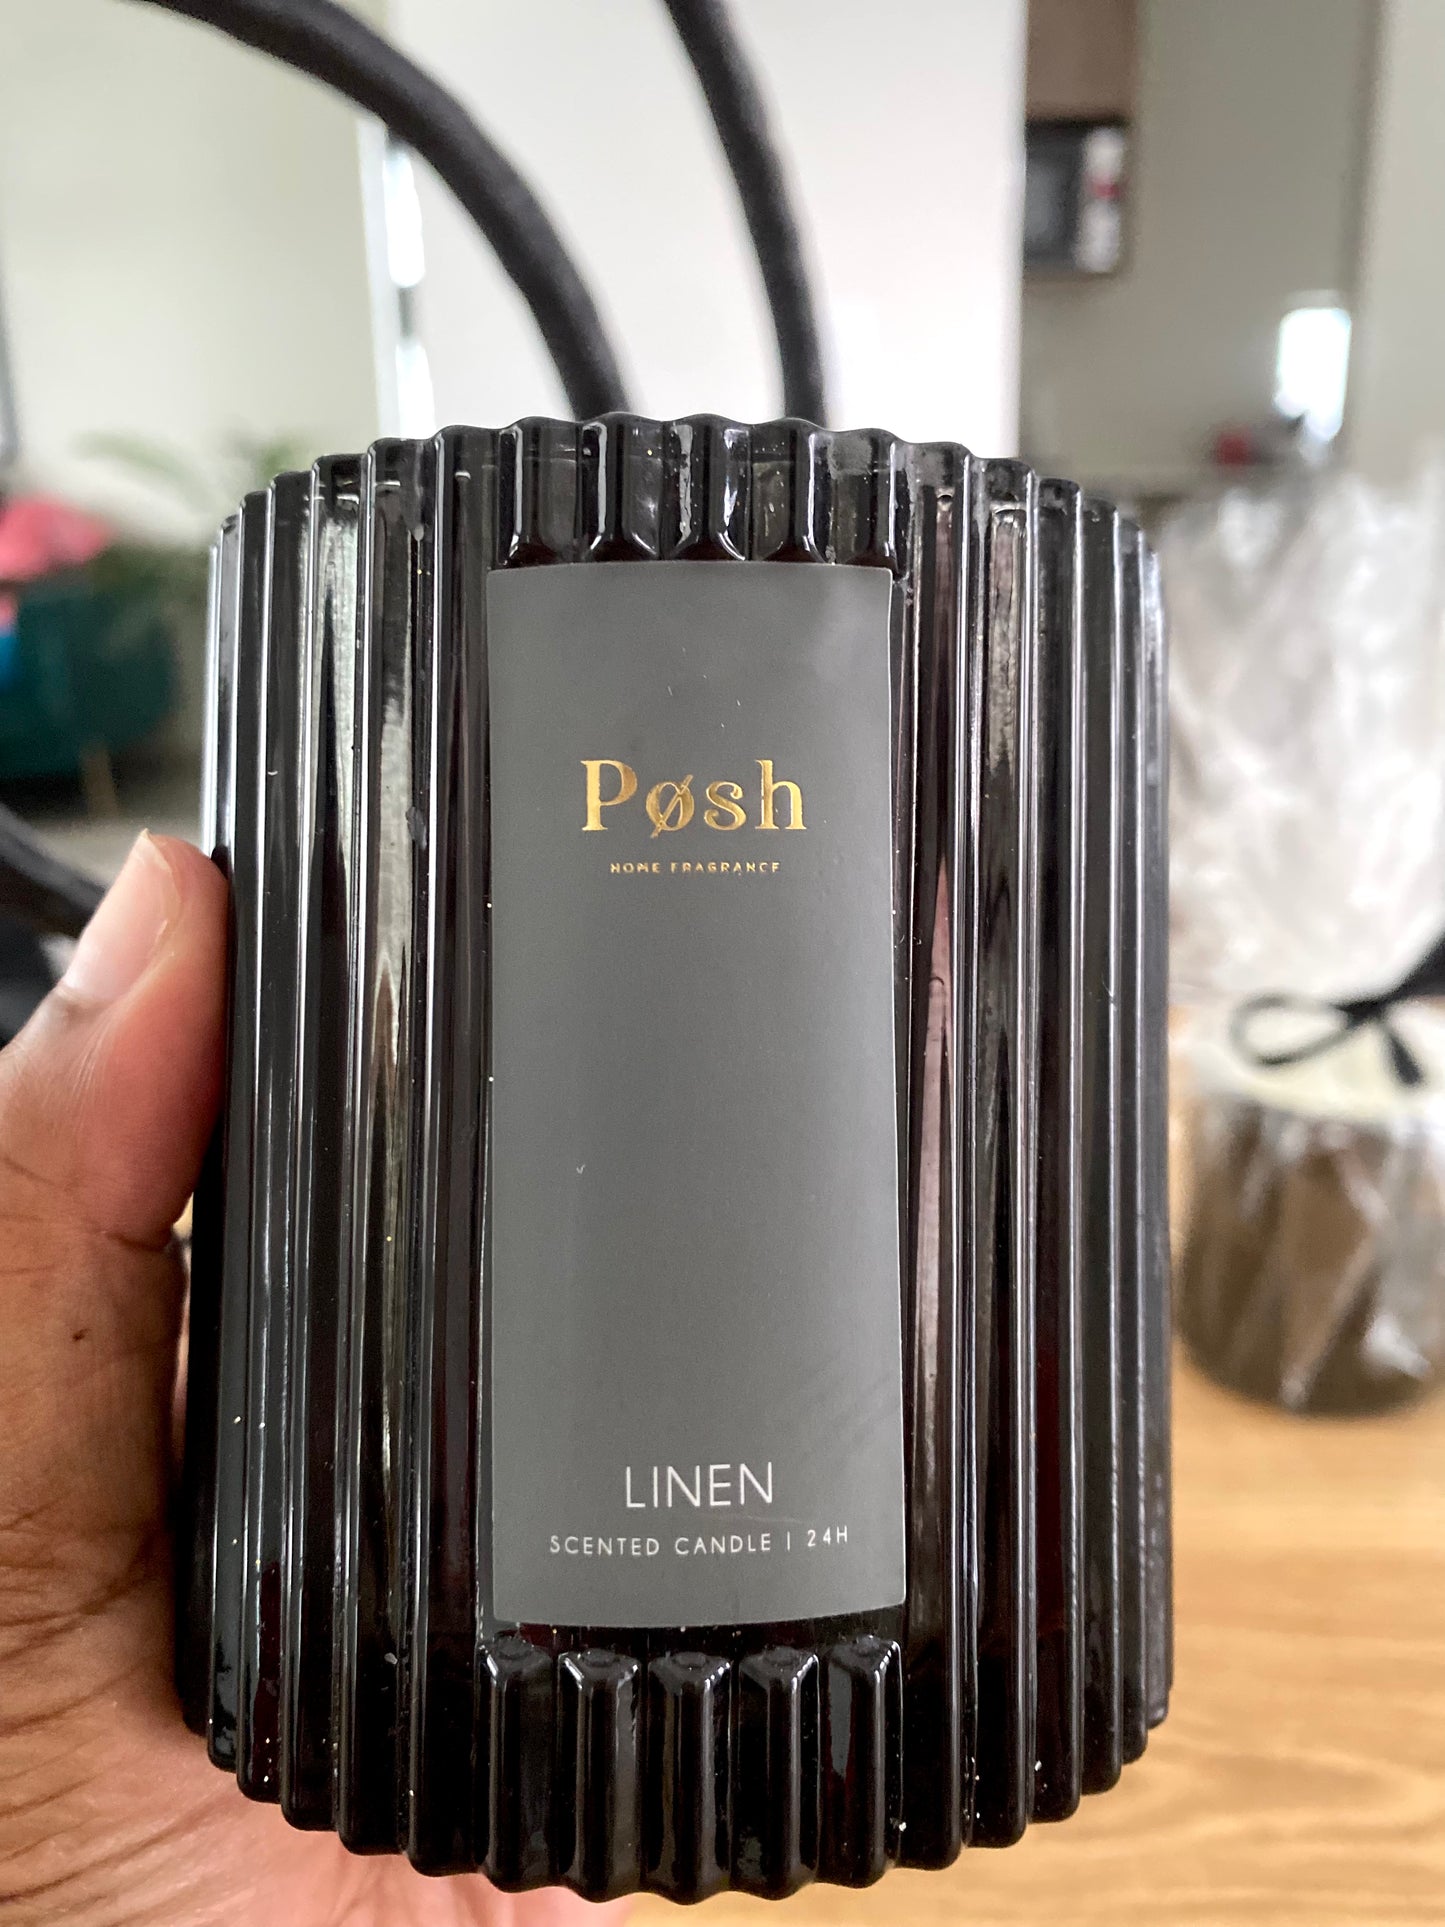 Pøsh
HOME FRAGRANCE
LINEN
SCENTED CANDLE | 24H